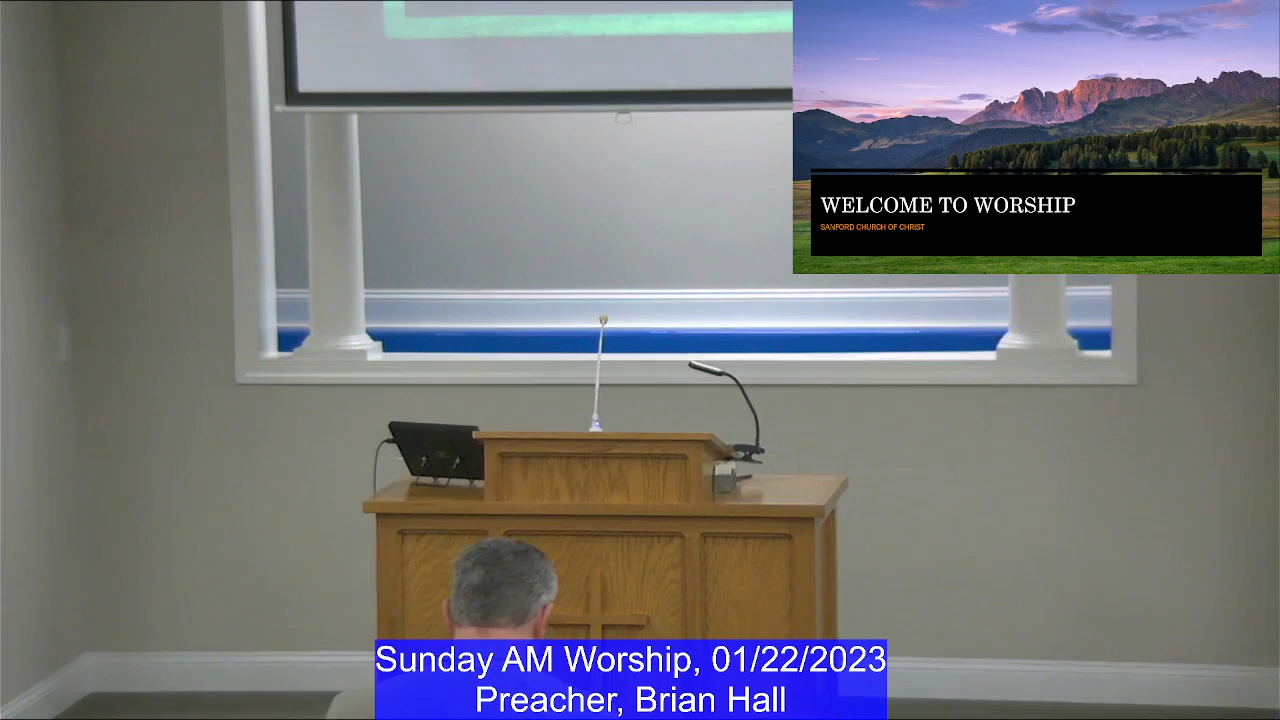 WELCOME TO WORSHIP
SANFORD CHURCH OF CHRIST
Sunday AM Worship, 01/22/2023
Preacher, Brian Hall